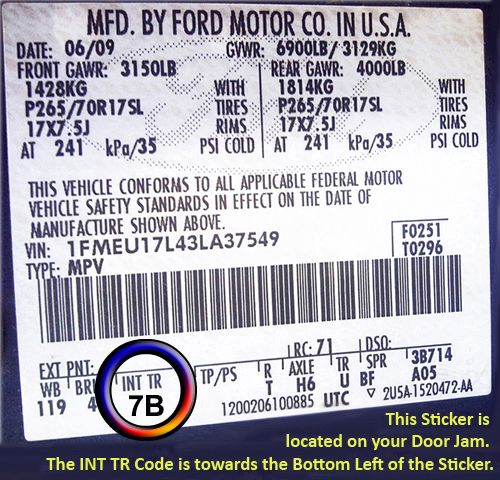 MFD. BY FORD MOTOR CO. IN U.S.A.
DATE: 06/09 GVWR: 6900LB/ 3129KG
FRONT GAWR: 3150LB REAR GAWR: 4000LB
1428KG WITH 1814KG WITH
P265/70R17SL TIRES P265/70R17SL TIRES
17X7.5J RIMS 17X7.5J RIMS
AT 241 kPa/35 PSI COLD AT 241 kPa/35 PSI COLD
THIS VEHICLE CONFORMS TO ALL APPLICABLE FEDERAL MOTOR
VEHICLE SAFETY STANDARDS IN EFFECT ON THE DATE OF
MANUFACTURE SHOWN ABOVE.
VIN: 1FMEU17L43LA37549 F0251
TYPE: MPV T0296
EXT PNT: RC: 71 DSO:
WB INT TR TP/PS R AXLE TR SPR 3B714
119 4 7B T H6 U BF A05
1200206100885 UTC ▽ 2U5A-1520472-AA
This Sticker is
located on your Door Jam.
The INT TR Code is towards the Bottom Left of the Sticker.